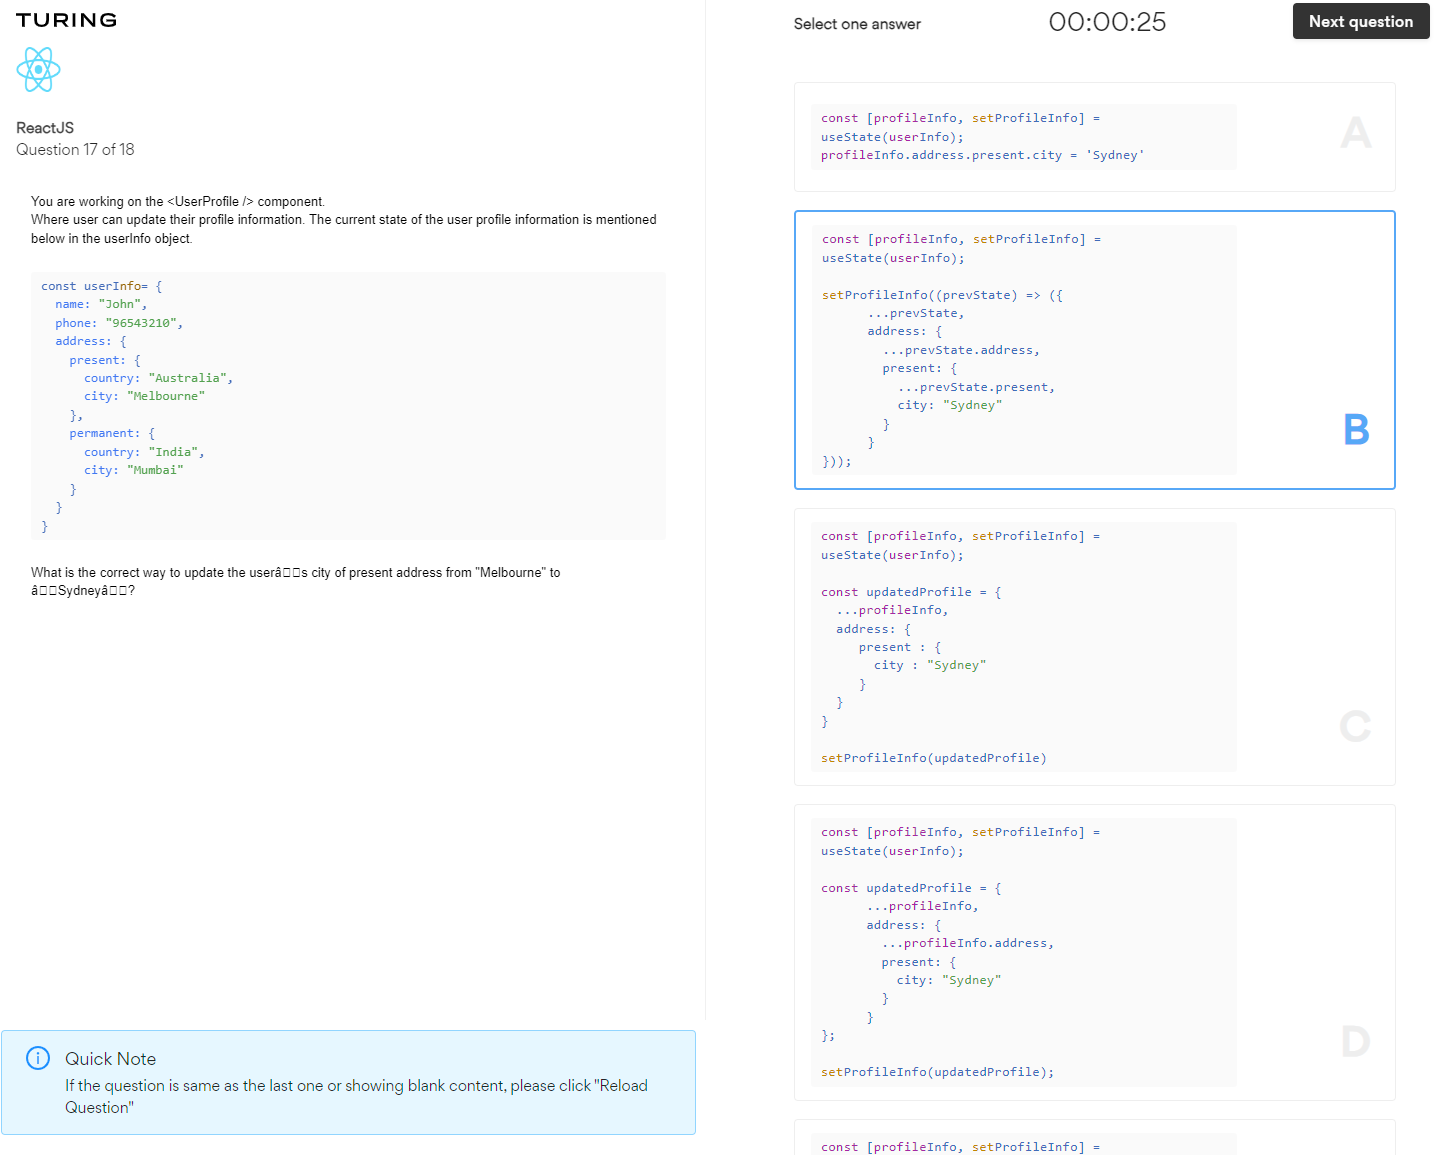 TURING
ReactJS
Question 17 of 18
You are working on the <UserProfile /> component.
Where user can update their profile information. The current state of the user profile information is mentioned
below in the userInfo object.
const userInfo= {
  name: "John",
  phone: "96543210",
  address: {
    present: {
      country: "Australia",
      city: "Melbourne"
    },
    permanent: {
      country: "India",
      city: "Mumbai"
    }
  }
}
What is the correct way to update the userâ□□s city of present address from "Melbourne" to
â□□Sydneyâ□□?
Quick Note
If the question is same as the last one or showing blank content, please click "Reload
Question"
Select one answer
00:00:25
Next question
const [profileInfo, setProfileInfo] =
useState(userInfo);
profileInfo.address.present.city = 'Sydney'
A
const [profileInfo, setProfileInfo] =
useState(userInfo);
setProfileInfo((prevState) => ({
      ...prevState,
      address: {
        ...prevState.address,
        present: {
          ...prevState.present,
          city: "Sydney"
        }
      }
}));
B
const [profileInfo, setProfileInfo] =
useState(userInfo);
const updatedProfile = {
  ...profileInfo,
  address: {
     present : {
       city : "Sydney"
     }
  }
}
setProfileInfo(updatedProfile)
C
const [profileInfo, setProfileInfo] =
useState(userInfo);
const updatedProfile = {
      ...profileInfo,
      address: {
        ...profileInfo.address,
        present: {
          city: "Sydney"
        }
      }
};
setProfileInfo(updatedProfile);
D
const [profileInfo, setProfileInfo] =